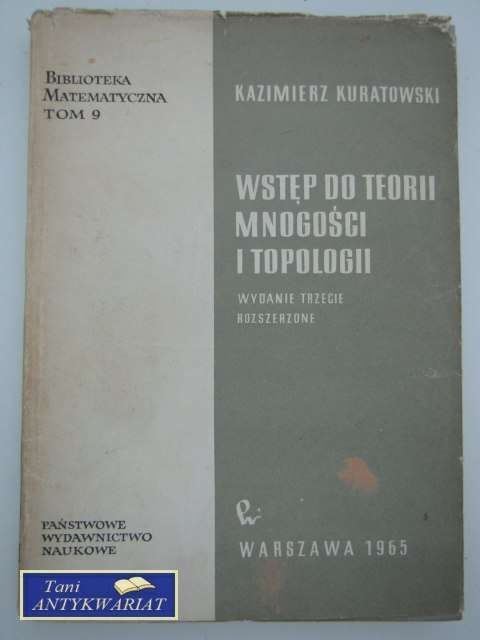 BIBLIOTEKA
MATEMATYCZNA
TOM 9
KAZIMIERZ KURATOWSKI
WSTĘP DO TEORII
MNOGOŚCI
I TOPOLOGII
WYDANIE TRZECIE
ROZSZERZONE
PAŃSTWOWE
WYDAWNICTWO
NAUKOWE
WARSZAWA 1965
Tani
ANTYKWARIAT